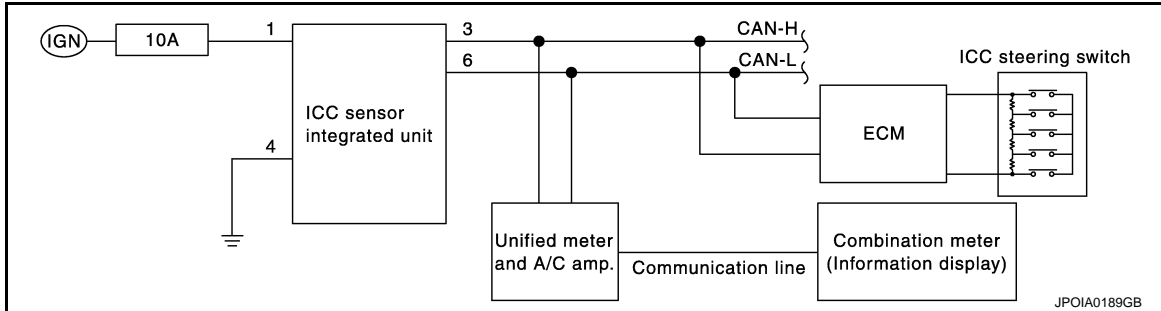 IGN
10A
1
3
CAN-H
6
CAN-L
ICC steering switch
ICC sensor
integrated unit
4
ECM
Unified meter
and A/C amp.
Communication line
Combination meter
(Information display)
JPOIA0189GB